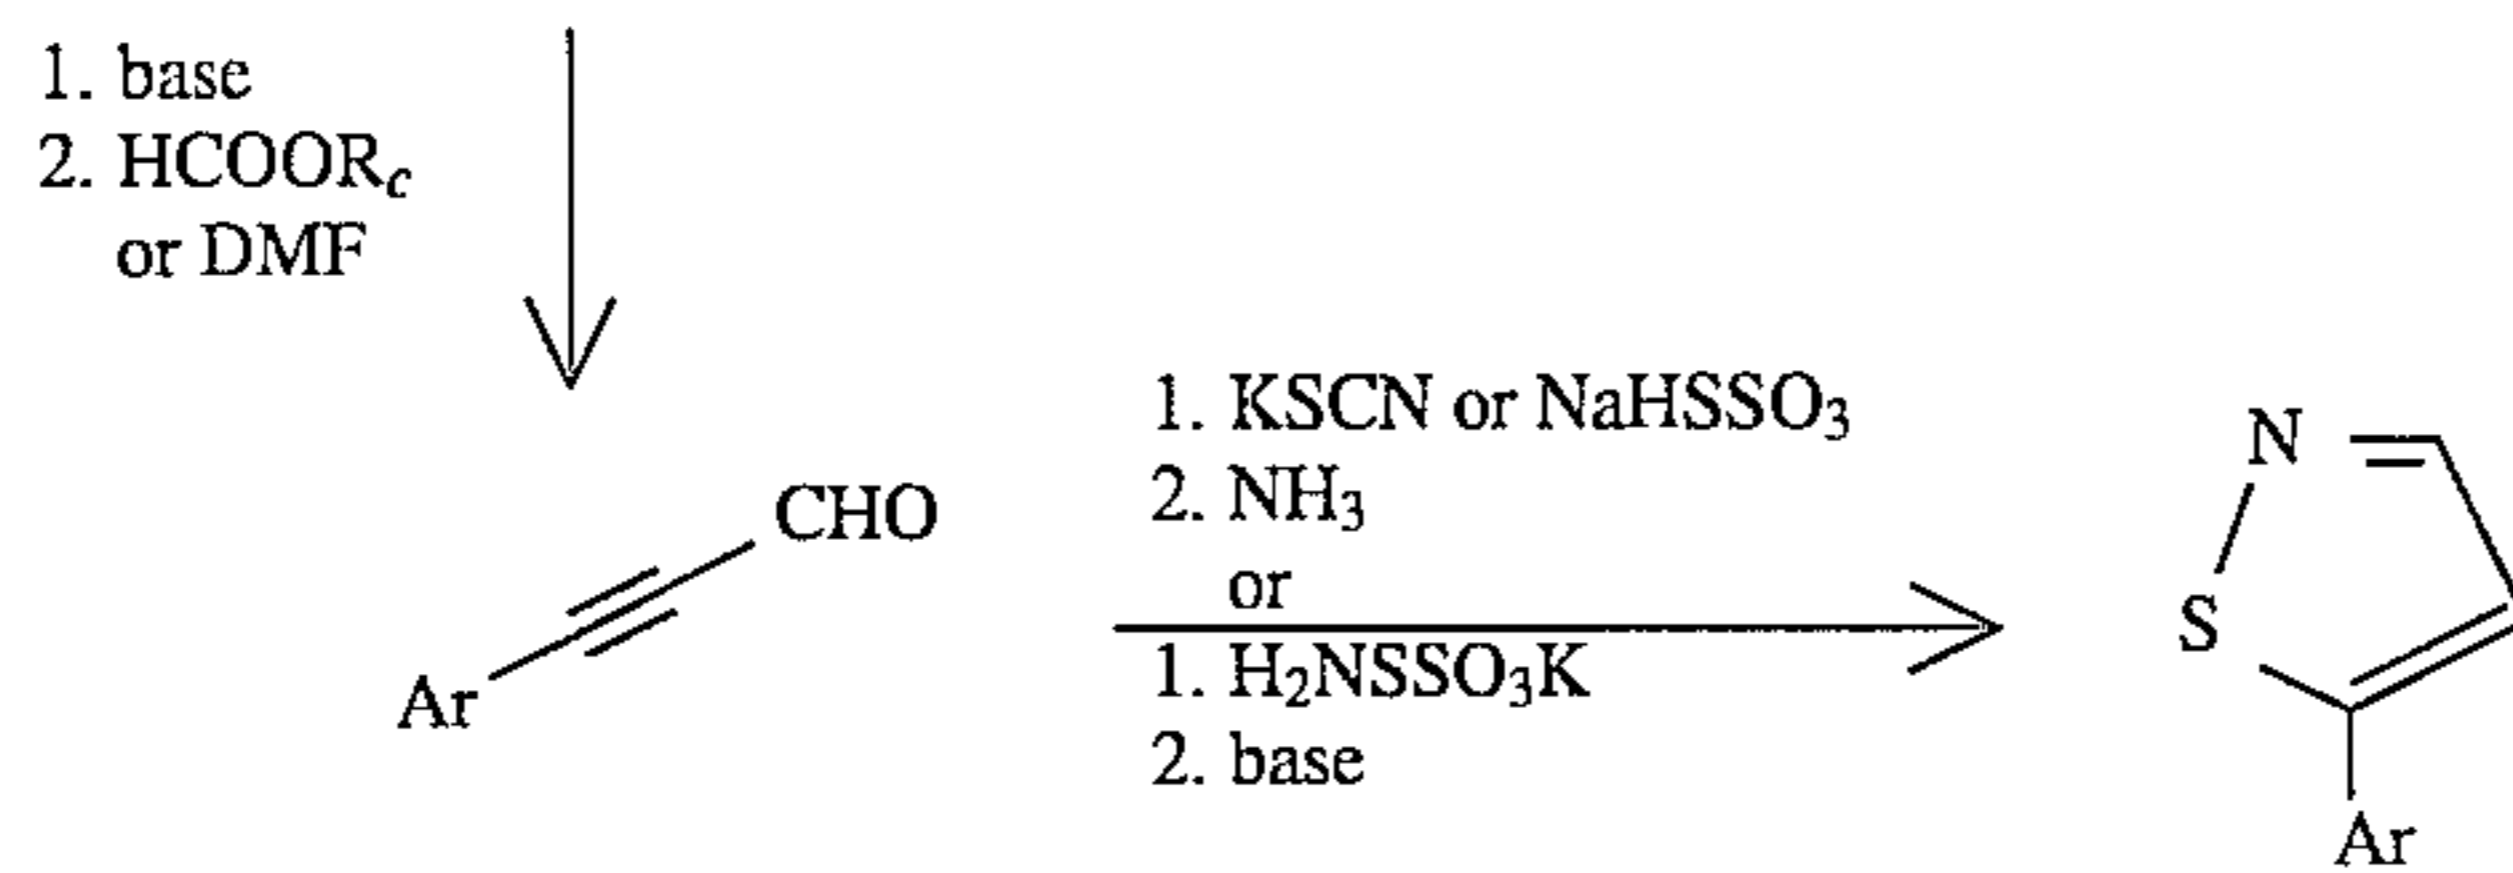 1. base
2. HCOOR_c
or DMF
CHO
Ar
1. KSCN or NaHSSO₃
2. NH₃
or
1. H₂NSSO₃K
2. base
N
S
Ar